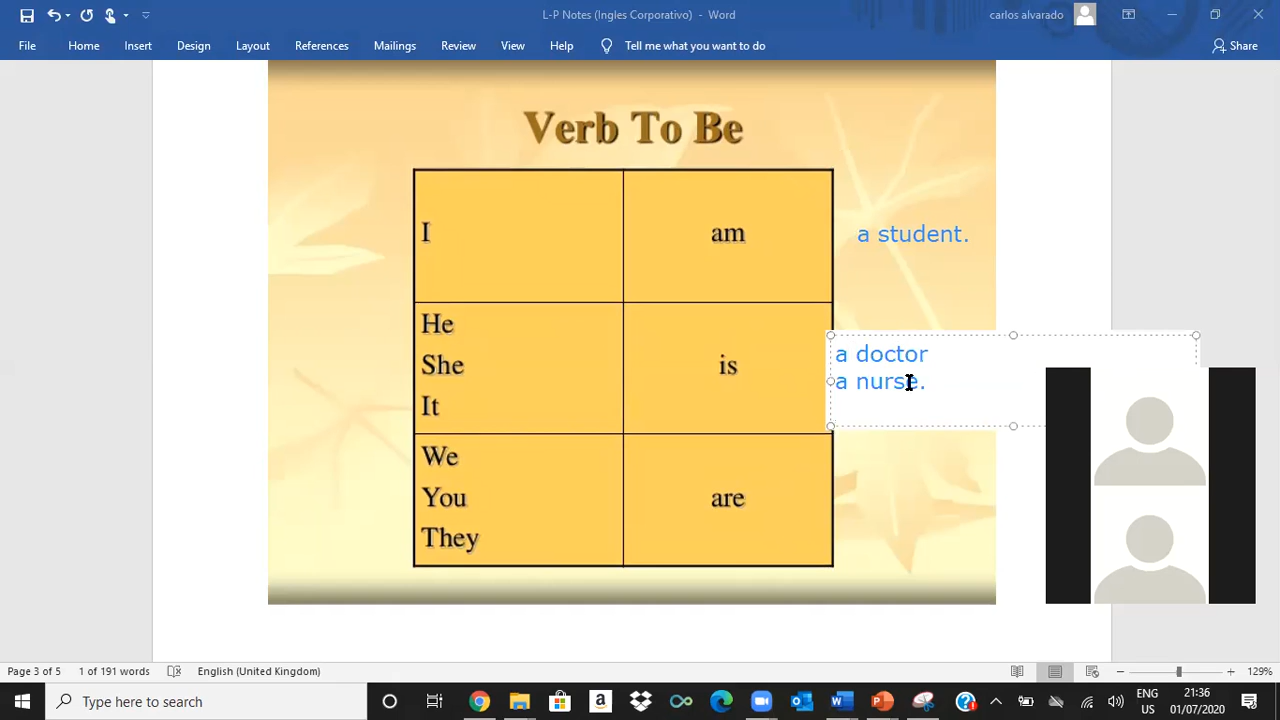 L-P Notes (Ingles Corporativo) - Word
carlos alvarado
File Home Insert Design Layout References Mailings Review View Help Tell me what you want to do Share
Verb To Be
I am a student.
He
She is
It
a doctor
a nurse.
We
You are
They
Page 3 of 5 1 of 191 words English (United Kingdom) 129%
Type here to search
ENG
US
21:36
01/07/2020